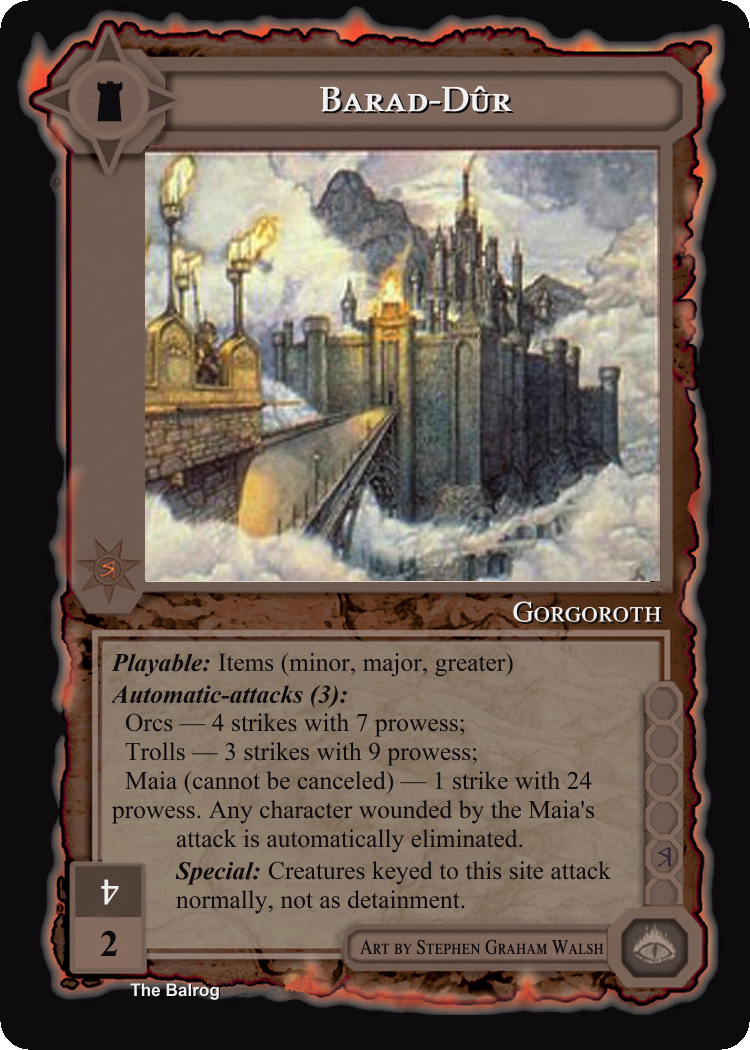 Barad-Dûr
Gorgoroth
Playable: Items (minor, major, greater)
Automatic-attacks (3):
Orcs — 4 strikes with 7 prowess;
Trolls — 3 strikes with 9 prowess;
Maia (cannot be canceled) — 1 strike with 24
prowess. Any character wounded by the Maia's
attack is automatically eliminated.
Special: Creatures keyed to this site attack
normally, not as detainment.
4
2
Art by Stephen Graham Walsh
The Balrog